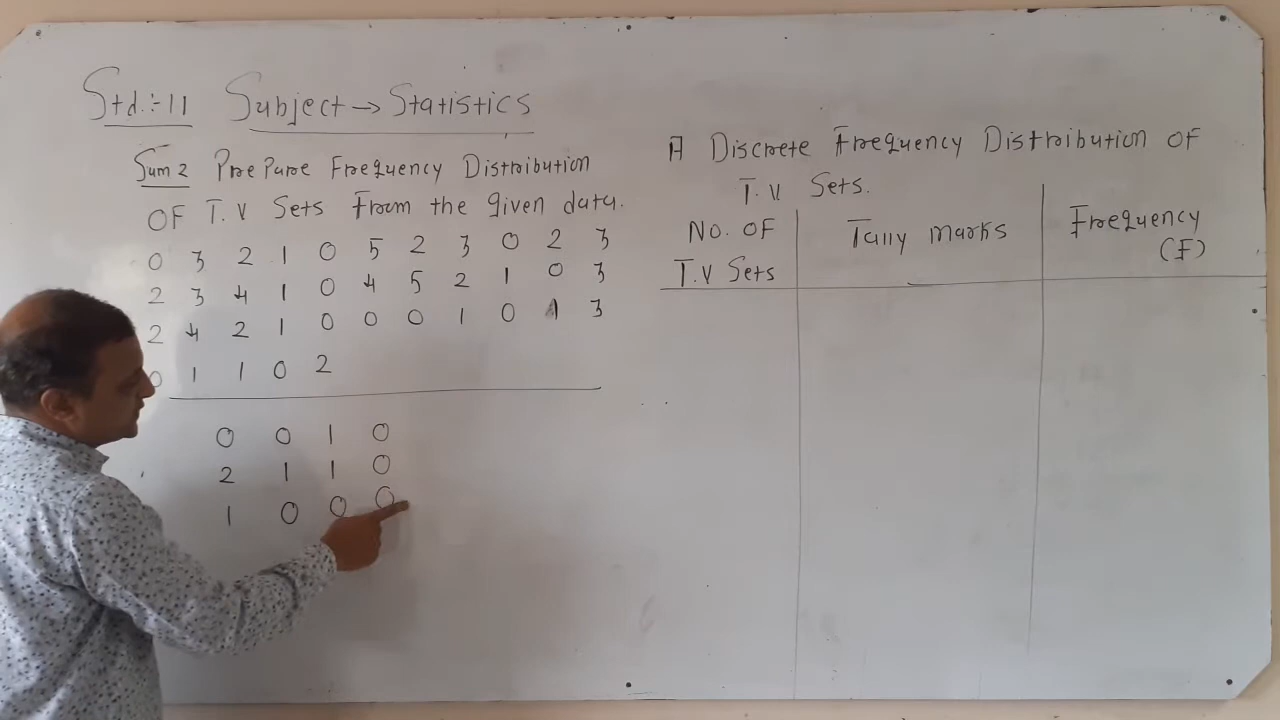 Std.:-11 Subject → Statistics
Sum 2 PrePare Frequency Distribution
OF T.V Sets From the given data.
0 3 2 1 0 5 2 3 0 2 3
2 3 4 1 0 4 5 2 1 0 3
2 4 2 1 0 0 0 1 0 1 3
0 1 1 0 2
0 0 1 0
2 1 1 0
1 0 0 0
A Discrete Frequency Distribution OF
T.V Sets.
No. OF
T.V Sets
Tally marks
Frequency
(F)